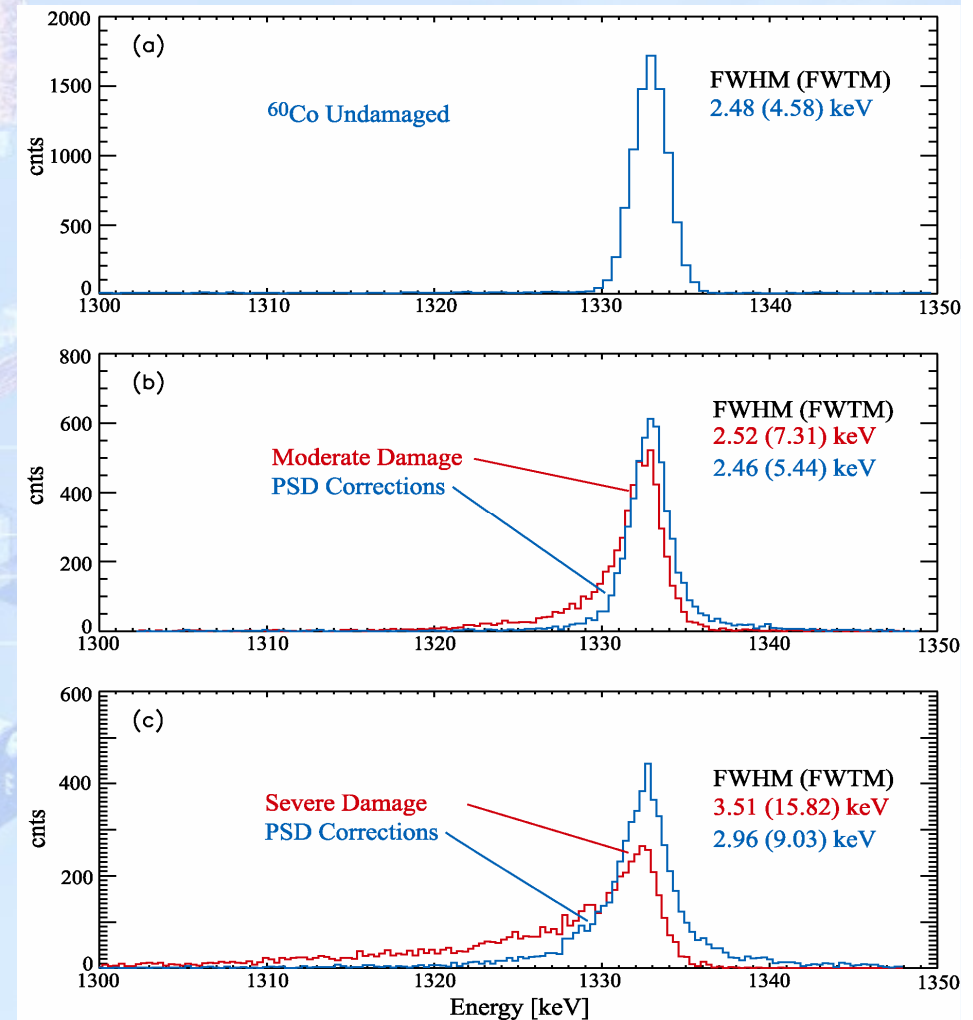 2000
1500
1000
500
0
cnts
(a)
⁶⁰Co Undamaged
FWHM (FWTM)
2.48 (4.58) keV
1300 1310 1320 1330 1340 1350
800
600
400
200
0
cnts
(b)
Moderate Damage
PSD Corrections
FWHM (FWTM)
2.52 (7.31) keV
2.46 (5.44) keV
1300 1310 1320 1330 1340 1350
600
400
200
0
cnts
(c)
Severe Damage
PSD Corrections
FWHM (FWTM)
3.51 (15.82) keV
2.96 (9.03) keV
1300 1310 1320 1330 1340 1350
Energy [keV]